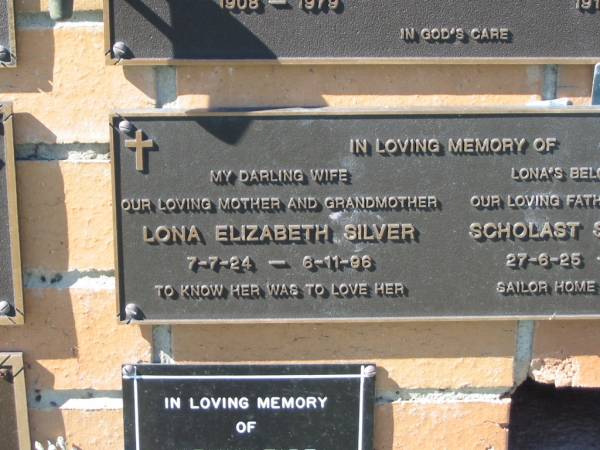 1908 — 1979
IN GOD'S CARE
IN LOVING MEMORY OF
MY DARLING WIFE
OUR LOVING MOTHER AND GRANDMOTHER
LONA ELIZABETH SILVER
7-7-24 — 6-11-96
TO KNOW HER WAS TO LOVE HER
LONA'S
OUR LOVING
SCHOLAST
27-6-25 —
SAILOR HOME
IN LOVING MEMORY
OF